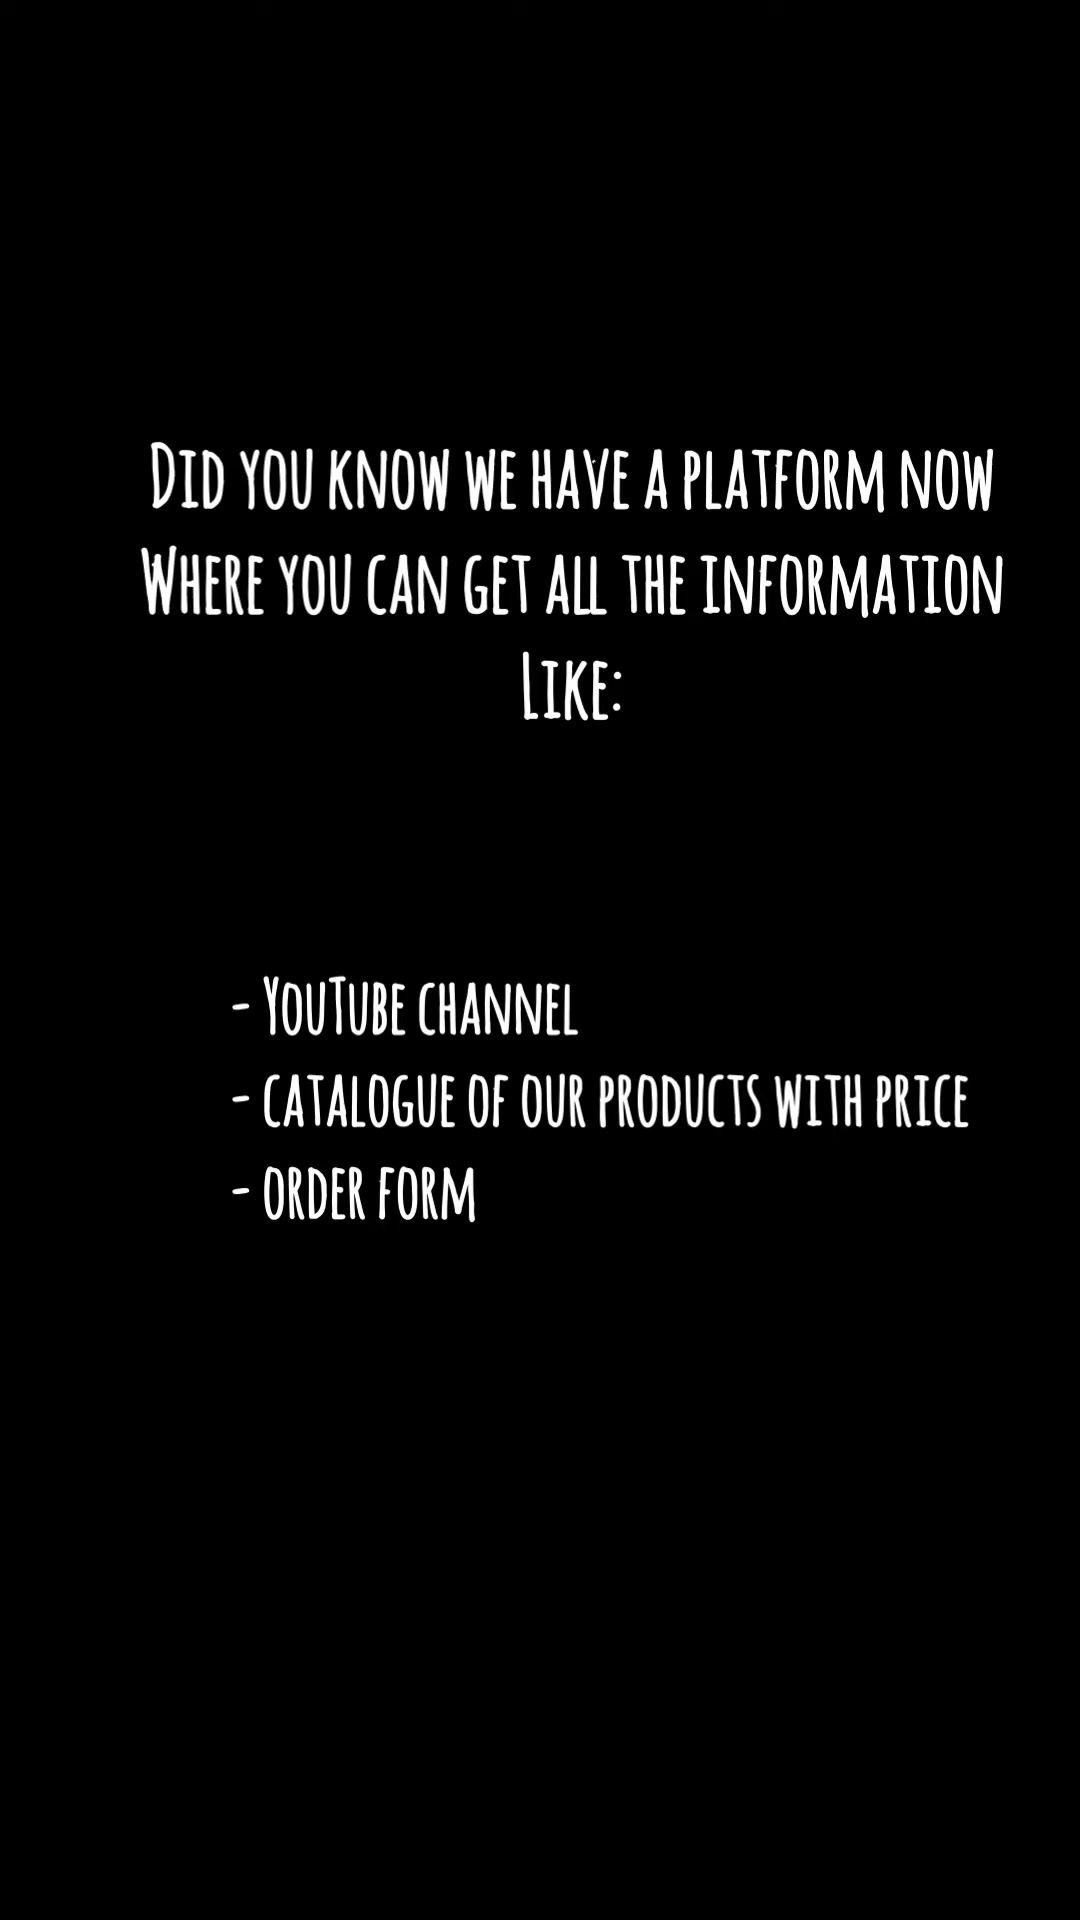 Did you know we have a platform now
Where you can get all the information
Like:
- YouTube channel
- catalogue of our products with price
- order form